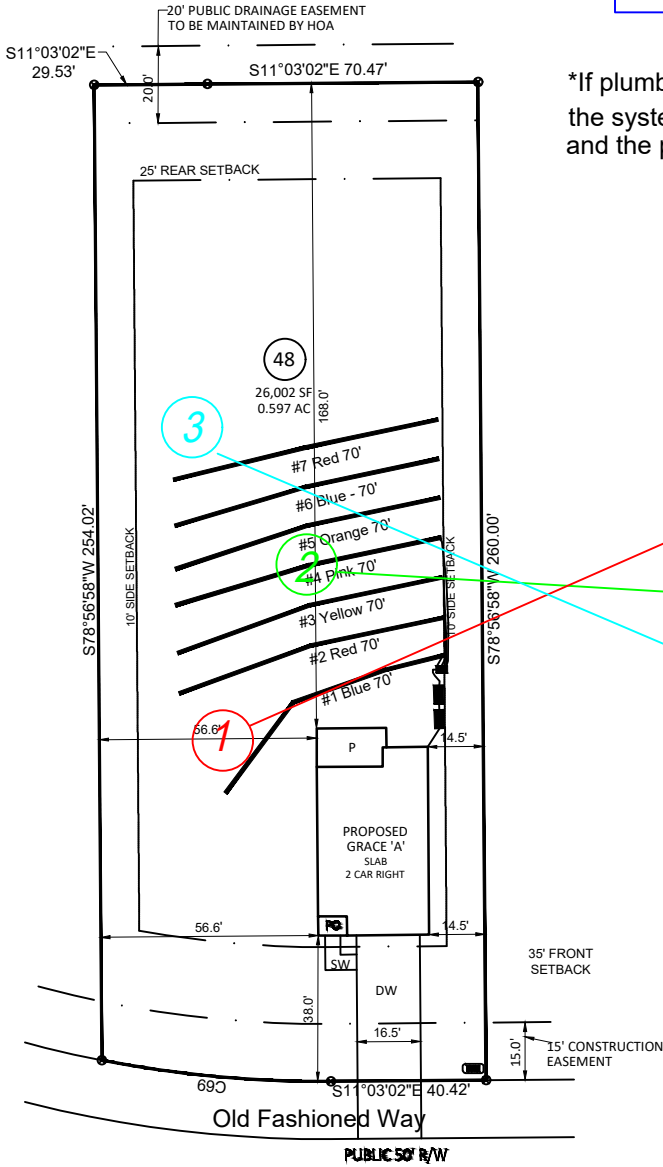 20' PUBLIC DRAINAGE EASEMENT
TO BE MAINTAINED BY HOA
S11°03'02"E
29.53'
S11°03'02"E 70.47'
20.0'
*If plumb
the syste
and the p
25' REAR SETBACK
48
26,002 SF
0.597 AC
168.0'
3
#7 Red 70'
#6 Blue - 70'
#5 Orange 70'
2
#4 Pink 70'
#3 Yellow 70'
#2 Red 70'
#1 Blue 70'
S78°56'58"W 254.02'
10' SIDE SETBACK
10' SIDE SETBACK
S78°56'58"W 260.00'
1
56.6'
P
14.5'
PROPOSED
GRACE 'A'
SLAB
2 CAR RIGHT
56.6'
14.5'
SW
DW
38.0'
16.5'
35' FRONT
SETBACK
15.0'
15' CONSTRUCTION
EASEMENT
C69
S11°03'02"E 40.42'
Old Fashioned Way
PUBLIC 50' R/W